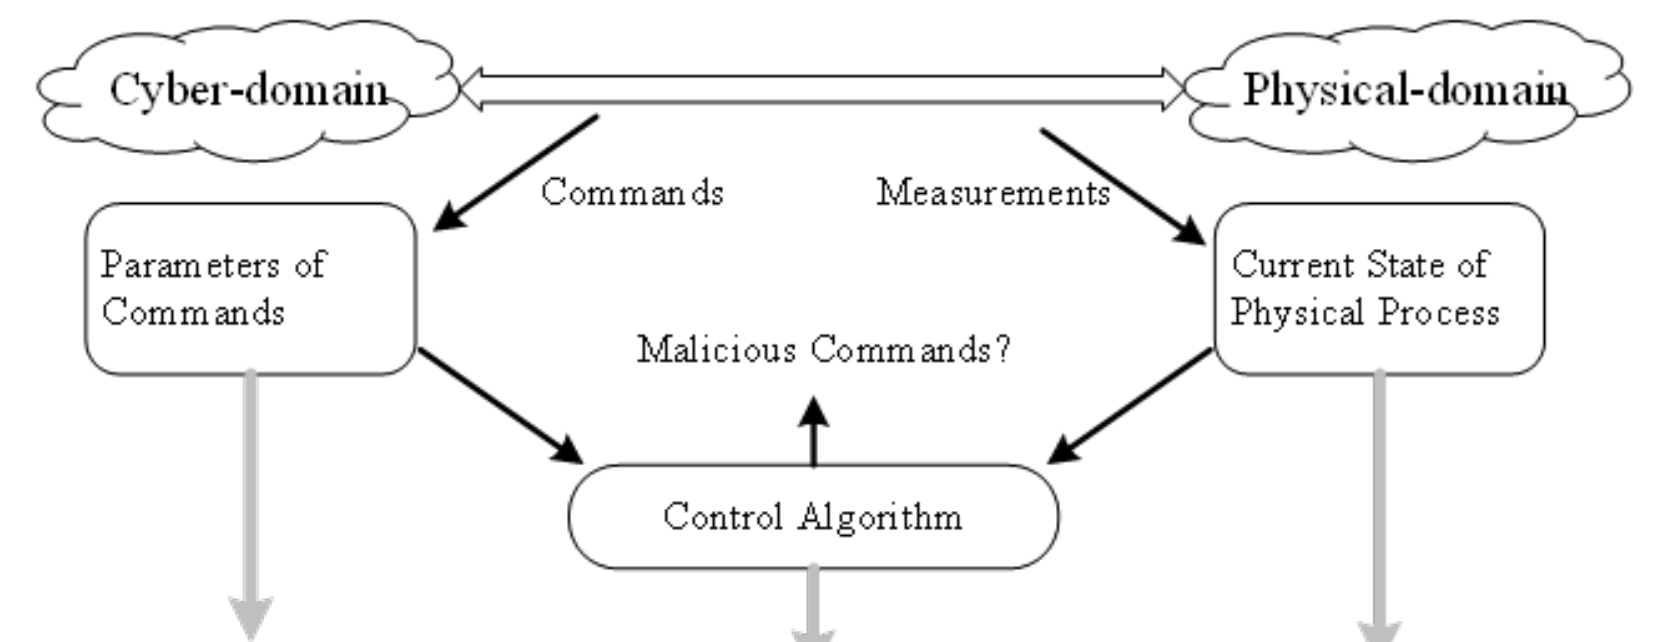 Cyber-domain
Physical-domain
Commands
Measurements
Parameters of
Commands
Current State of
Physical Process
Malicious Commands?
Control Algorithm